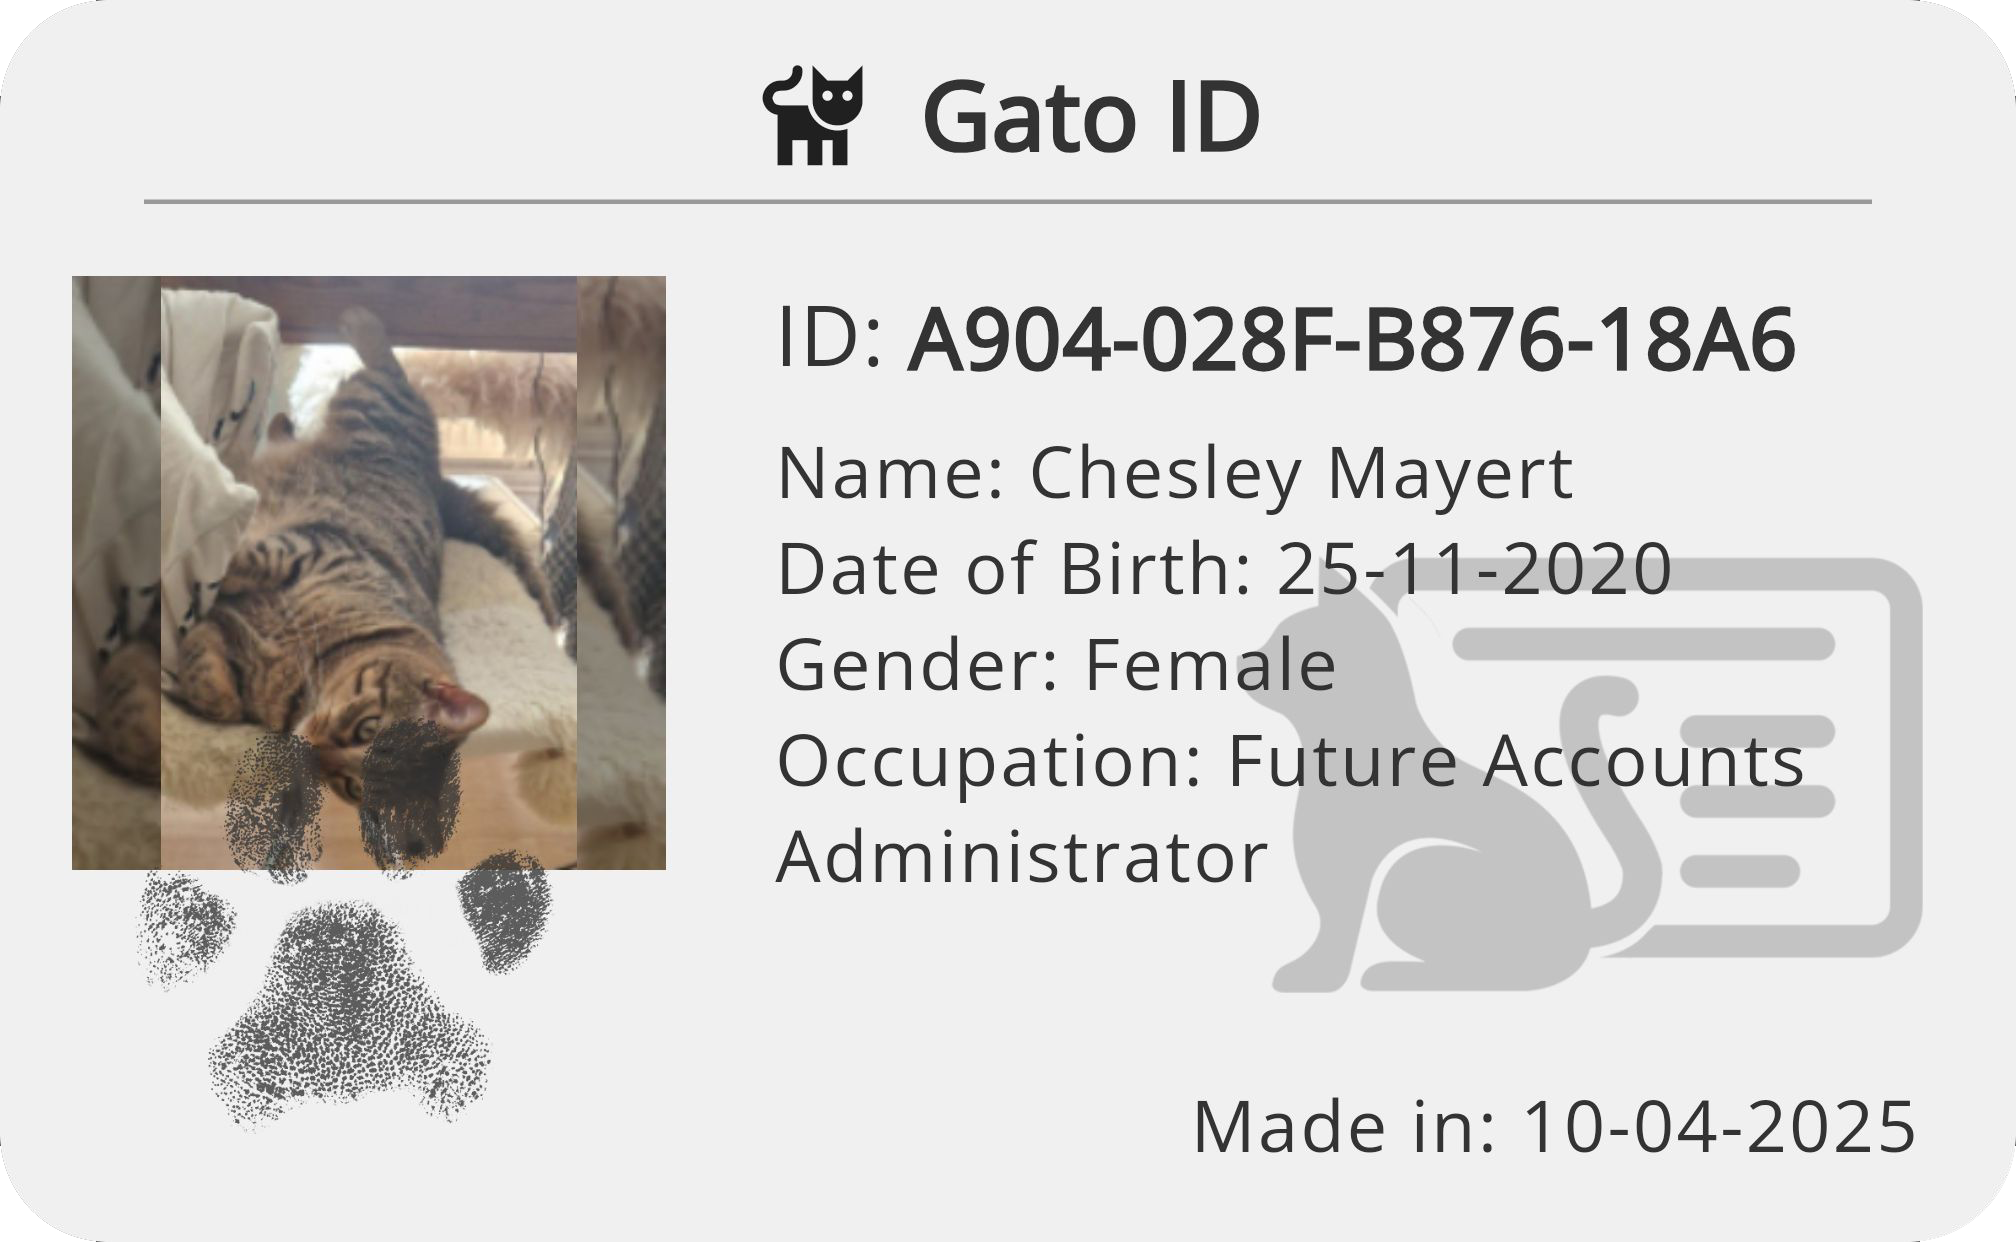 Gato ID
ID: A904-028F-B876-18A6
Name: Chesley Mayert
Date of Birth: 25-11-2020
Gender: Female
Occupation: Future Accounts
Administrator
Made in: 10-04-2025